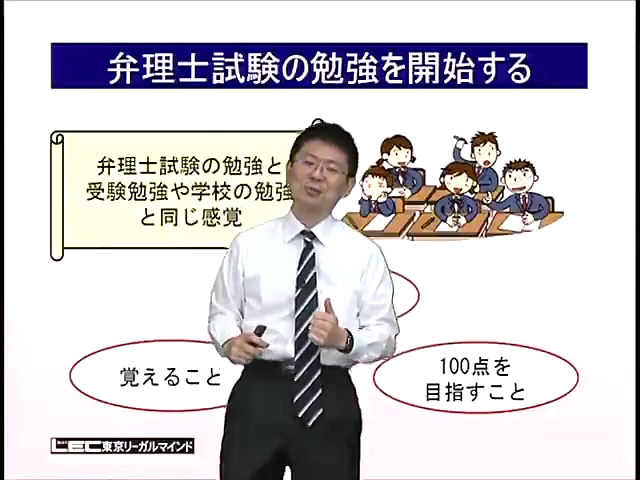 弁理士試験の勉強を開始する
弁理士試験の勉強と
受験勉強や学校の勉強
と同じ感覚
覚えること
100点を
目指すこと
LEC東京リーガルマインド